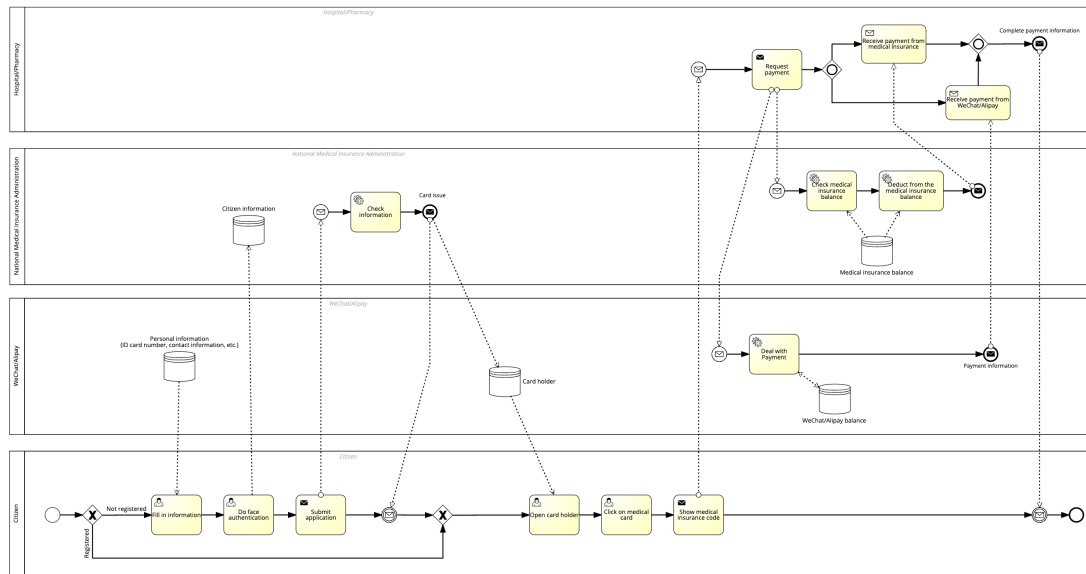 Hospital/Pharmacy
Hospital/Pharmacy
Complete payment information
Receive payment from
medical insurance
Request
payment
Receive payment from
WeChat/Alipay
National Medical Insurance Administration
National Medical Insurance Administration
Card issue
Citizen information
Check
information
Check medical
insurance
balance
Deduct from the
medical insurance
balance
Medical insurance balance
WeChat/Alipay
WeChat/Alipay
Personal information
(ID card number, contact information, etc.)
Deal with
Payment
Payment information
Card holder
WeChat/Alipay balance
Citizen
Citizen
Not registered
Registered
Fill in information
Do face
authentication
Submit
application
Open card holder
Click on medical
card
Show medical
insurance code